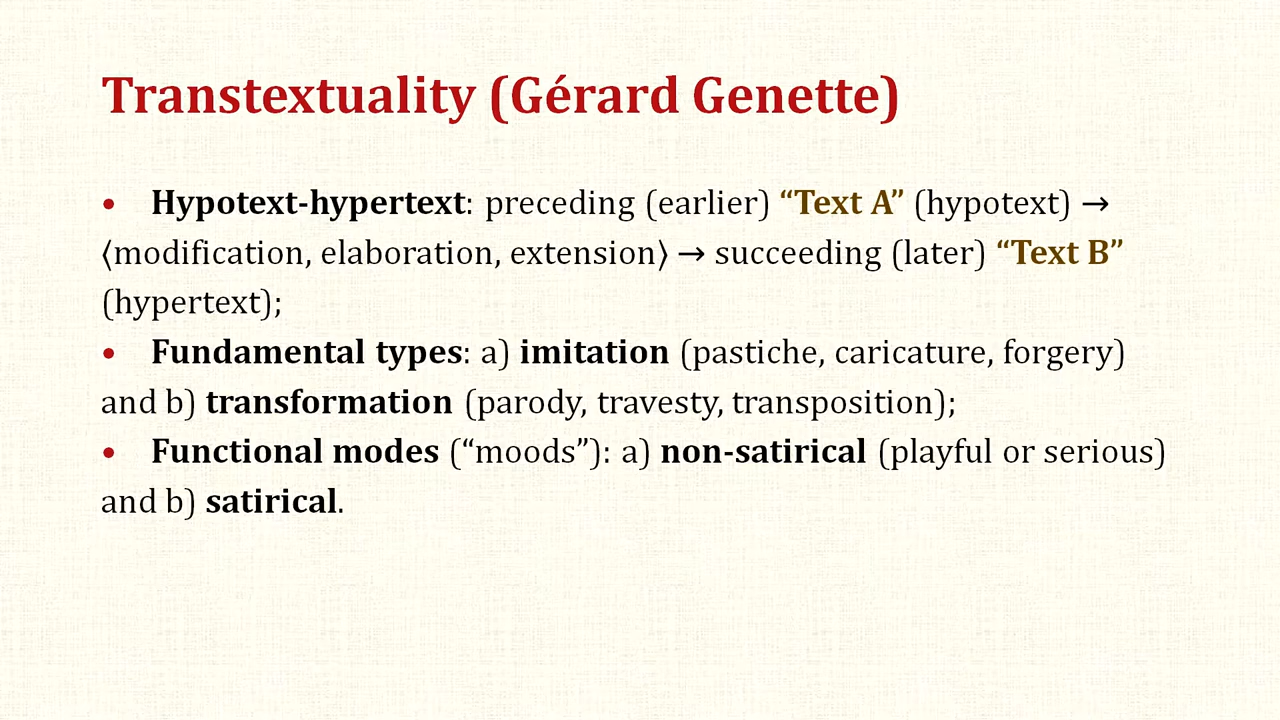 Transtextuality (Gérard Genette)
• Hypotext-hypertext: preceding (earlier) “Text A” (hypotext) →
⟨modification, elaboration, extension⟩ → succeeding (later) “Text B”
(hypertext);
• Fundamental types: a) imitation (pastiche, caricature, forgery)
and b) transformation (parody, travesty, transposition);
• Functional modes (“moods”): a) non-satirical (playful or serious)
and b) satirical.